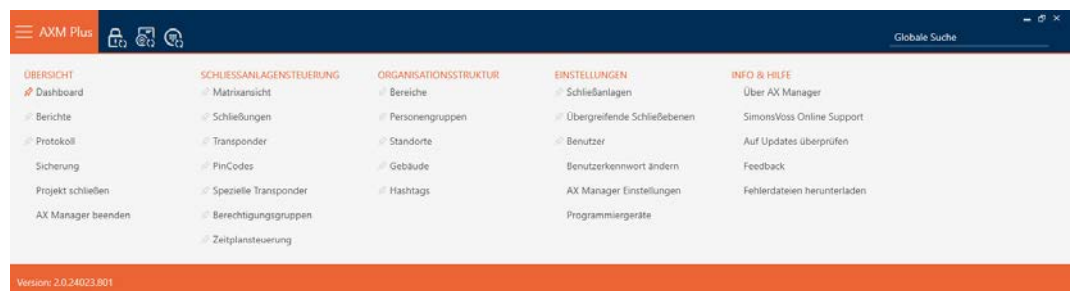 AXM Plus
Globale Suche
ÜBERSICHT
Dashboard
Berichte
Protokoll
Sicherung
Projekt schließen
AX Manager beenden
SCHLIESSANLAGENSTEUERUNG
Matrixansicht
Schließungen
Transponder
PinCodes
Spezielle Transponder
Berechtigungsgruppen
Zeitplansteuerung
ORGANISATIONSSTRUKTUR
Bereiche
Personengruppen
Standorte
Gebäude
Hashtags
EINSTELLUNGEN
Schließanlagen
Übergreifende Schließebenen
Benutzer
Benutzerkennwort ändern
AX Manager Einstellungen
Programmiergeräte
INFO & HILFE
Über AX Manager
SimonsVoss Online Support
Auf Updates überprüfen
Feedback
Fehlerdateien herunterladen
Version: 2.0.24023.801